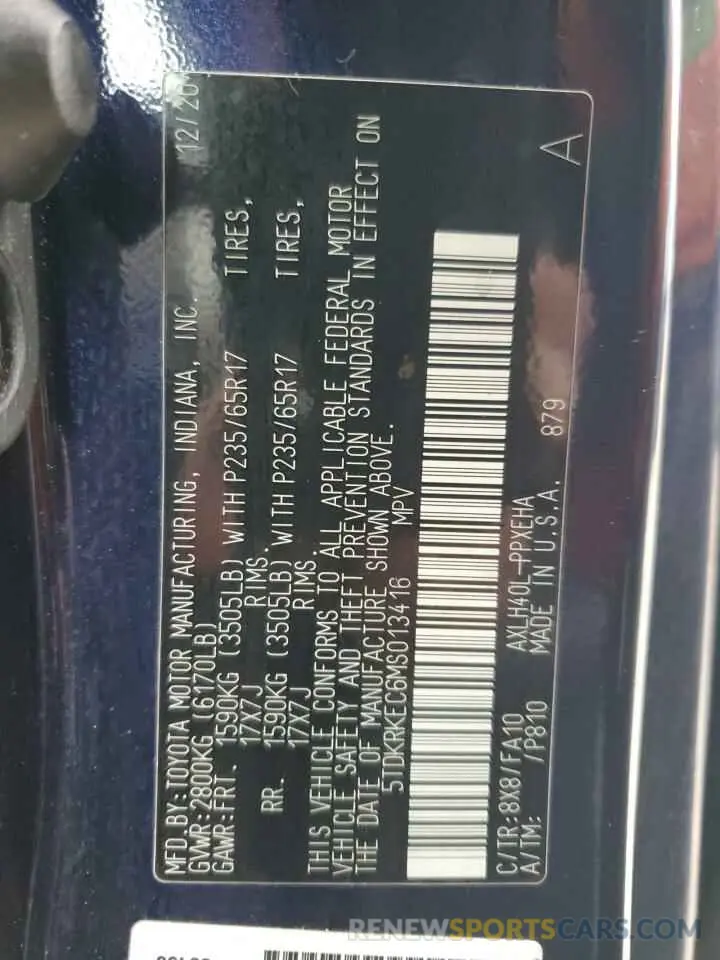 MFD.BY:TOYOTA MOTOR MANUFACTURING, INDIANA, INC. 12/20
GVWR:2800KG (6170LB)
GAWR:FRT. 1590KG (3505LB) WITH P235/65R17 TIRES,
17X7J RIMS.
RR. 1590KG (3505LB) WITH P235/65R17 TIRES,
17X7J RIMS.
THIS VEHICLE CONFORMS TO ALL APPLICABLE FEDERAL MOTOR
VEHICLE SAFETY AND THEFT PREVENTION STANDARDS IN EFFECT ON
THE DATE OF MANUFACTURE SHOWN ABOVE.
5TDKRKEC6MS013416 MPV
A
C/TR:8X8/FA10 AXLH40L-PPXEHA
A/TM: /P810 MADE IN U.S.A. 879
RENEWSPORTSCARS.COM